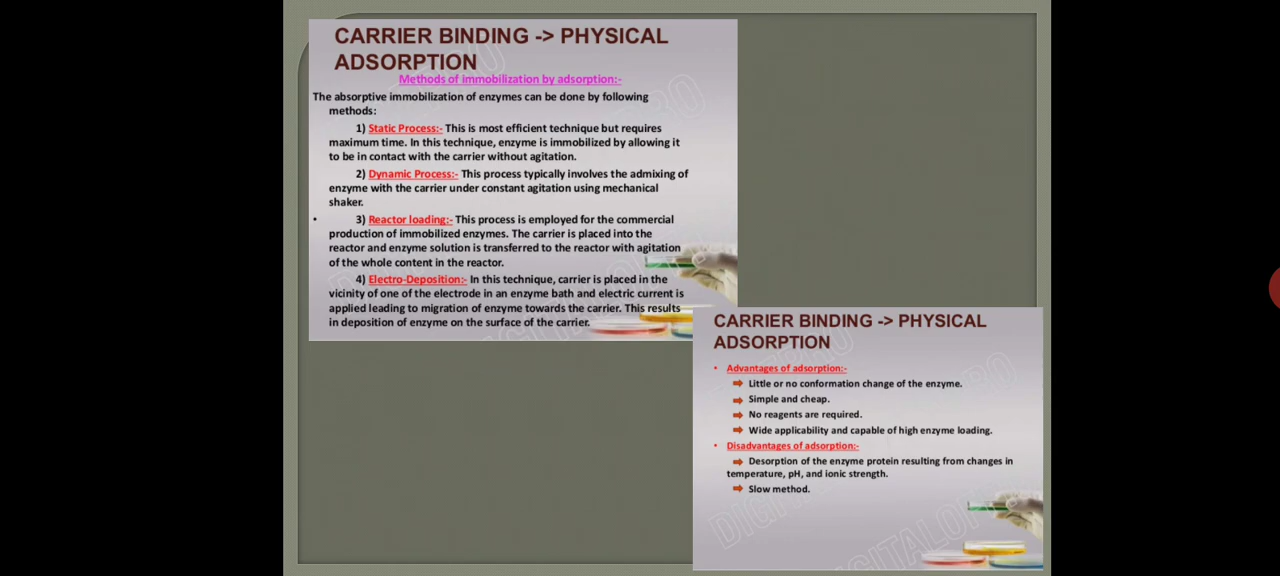 CARRIER BINDING -> PHYSICAL
ADSORPTION
Methods of immobilization by adsorption:-
The absorptive immobilization of enzymes can be done by following
methods:
1) Static Process:- This is most efficient technique but requires
maximum time. In this technique, enzyme is immobilized by allowing it
to be in contact with the carrier without agitation.
2) Dynamic Process:- This process typically involves the admixing of
enzyme with the carrier under constant agitation using mechanical
shaker.
• 3) Reactor loading:- This process is employed for the commercial
production of immobilized enzymes. The carrier is placed into the
reactor and enzyme solution is transferred to the reactor with agitation
of the whole content in the reactor.
4) Electro-Deposition:- In this technique, carrier is placed in the
vicinity of one of the electrode in an enzyme bath and electric current is
applied leading to migration of enzyme towards the carrier. This results
in deposition of enzyme on the surface of the carrier.
CARRIER BINDING -> PHYSICAL
ADSORPTION
• Advantages of adsorption:-
⇒ Little or no conformation change of the enzyme.
⇒ Simple and cheap.
⇒ No reagents are required.
⇒ Wide applicability and capable of high enzyme loading.
• Disadvantages of adsorption:-
⇒ Desorption of the enzyme protein resulting from changes in
temperature, pH, and ionic strength.
⇒ Slow method.